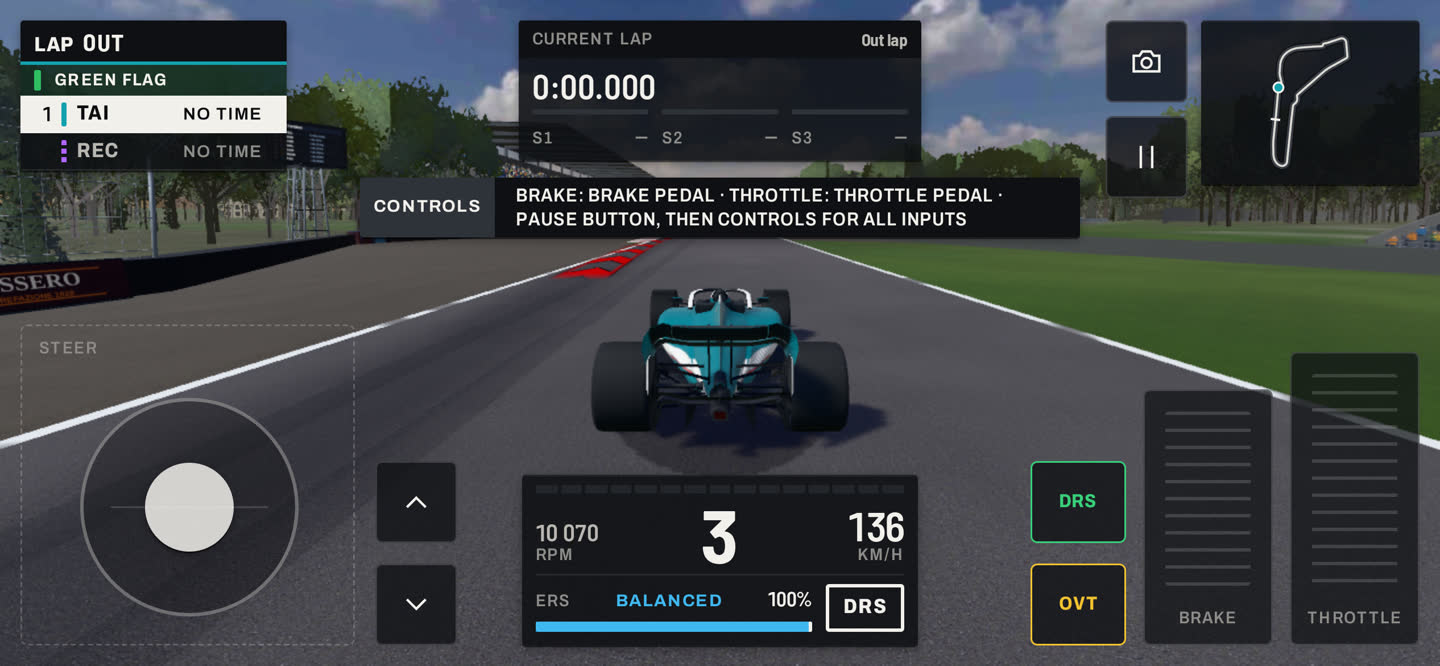 LAP OUT
GREEN FLAG
1 TAI NO TIME
REC NO TIME
CURRENT LAP Out lap
0:00.000
S1 – S2 – S3 –
CONTROLS
BRAKE: BRAKE PEDAL · THROTTLE: THROTTLE PEDAL ·
PAUSE BUTTON, THEN CONTROLS FOR ALL INPUTS
SSERO
REFAZIONE 1928
STEER
10 070
RPM
3
136
KM/H
ERS BALANCED 100%
DRS
DRS
OVT
BRAKE
THROTTLE